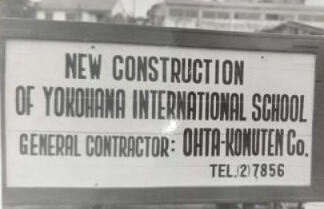 NEW CONSTRUCTION
OF YOKOHAMA INTERNATIONAL SCHOOL
GENERAL CONTRACTOR: OHTA-KOMUTEN Co.
TEL.(2)7856